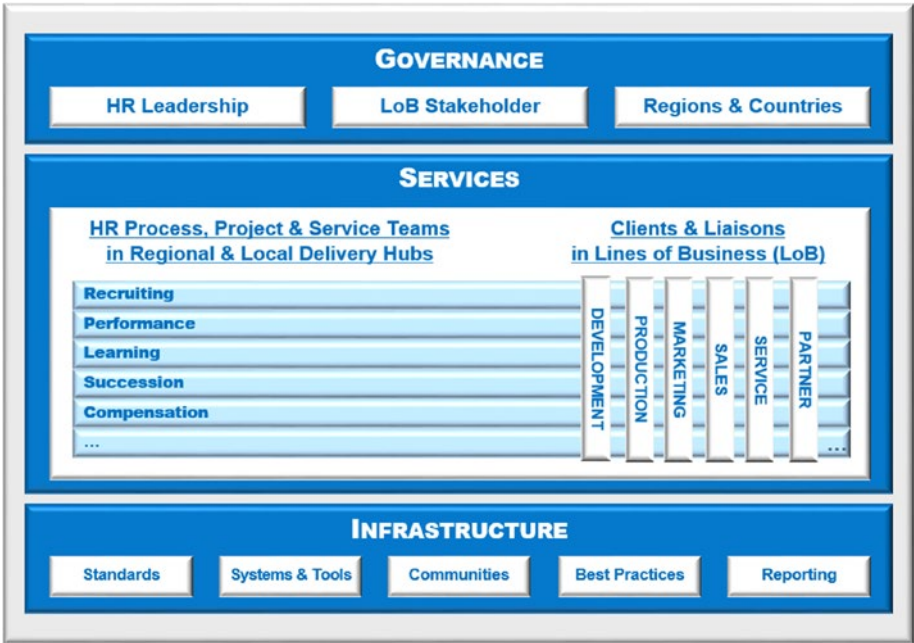 GOVERNANCE
HR Leadership
LoB Stakeholder
Regions & Countries
SERVICES
HR Process, Project & Service Teams
in Regional & Local Delivery Hubs
Clients & Liaisons
in Lines of Business (LoB)
Recruiting
Performance
Learning
Succession
Compensation
...
DEVELOPMENT
PRODUCTION
MARKETING
SALES
SERVICE
PARTNER
...
INFRASTRUCTURE
Standards
Systems & Tools
Communities
Best Practices
Reporting